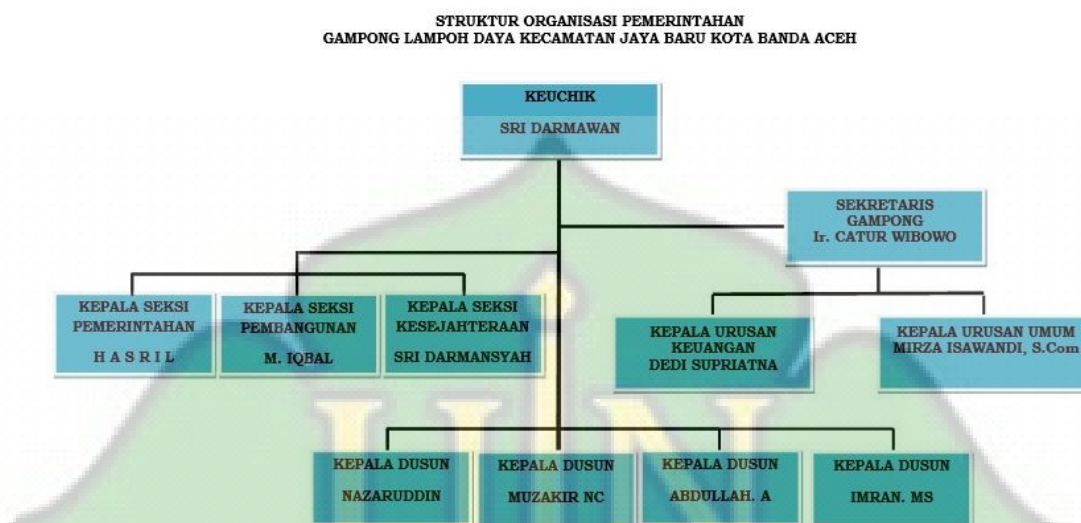 STRUKTUR ORGANISASI PEMERINTAHAN
GAMPONG LAMPOH DAYA KECAMATAN JAYA BARU KOTA BANDA ACEH
KEUCHIK
SRI DARMAWAN
SEKRETARIS
GAMPONG
Ir. CATUR WIBOWO
KEPALA SEKSI
PEMERINTAHAN
H A S R I L
KEPALA SEKSI
PEMBANGUNAN
M. IQBAL
KEPALA SEKSI
KESEJAHTERAAN
SRI DARMANSYAH
KEPALA URUSAN
KEUANGAN
DEDI SUPRIATNA
KEPALA URUSAN UMUM
MIRZA ISAWANDI, S.Com
KEPALA DUSUN
NAZARUDDIN
KEPALA DUSUN
MUZAKIR NC
KEPALA DUSUN
ABDULLAH. A
KEPALA DUSUN
IMRAN. MS
UIN